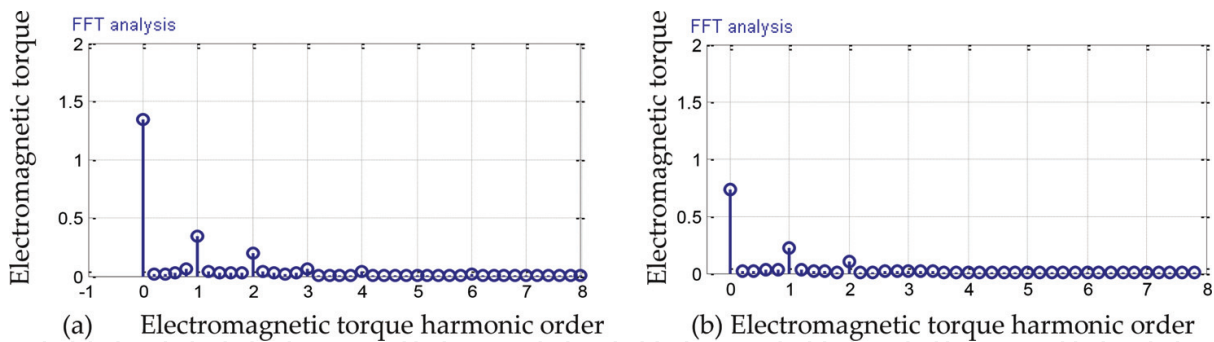 FFT analysis
Electromagnetic torque
2
1.5
1
0.5
0
-1 0 1 2 3 4 5 6 7 8
(a) Electromagnetic torque harmonic order
FFT analysis
Electromagnetic torque
2
1.5
1
0.5
0
0 1 2 3 4 5 6 7 8
(b) Electromagnetic torque harmonic order